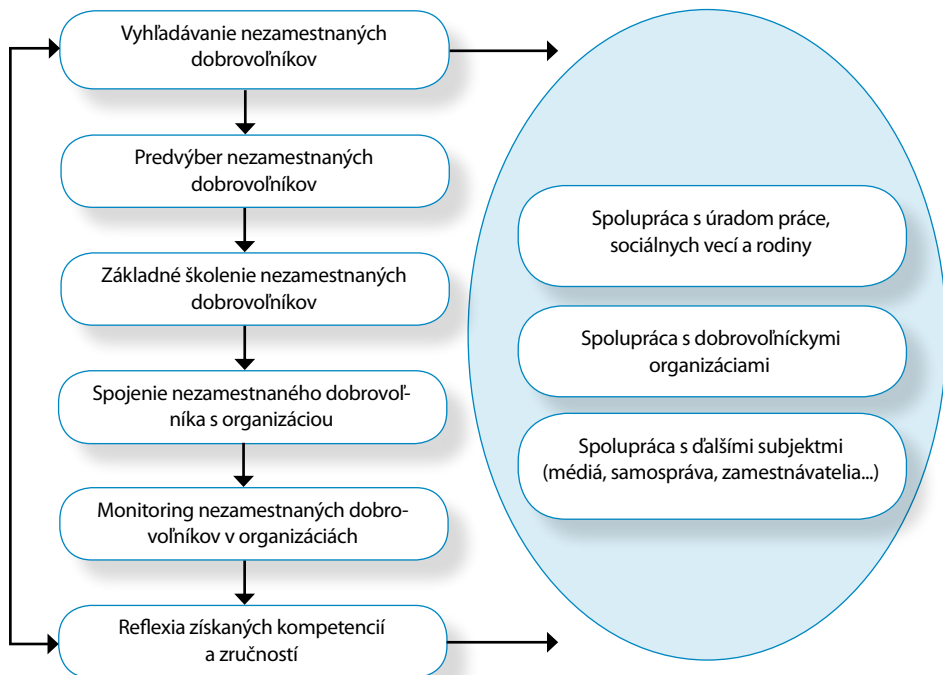 Vyhľadávanie nezamestnaných
dobrovoľníkov
Predvýber nezamestnaných
dobrovoľníkov
Základné školenie nezamestnaných
dobrovoľníkov
Spojenie nezamestnaného dobrovoľ-
níka s organizáciou
Monitoring nezamestnaných dobro-
voľníkov v organizáciách
Reflexia získaných kompetencií
a zručností
Spolupráca s úradom práce,
sociálnych vecí a rodiny
Spolupráca s dobrovoľníckymi
organizáciami
Spolupráca s ďalšími subjektmi
(médiá, samospráva, zamestnávatelia...)